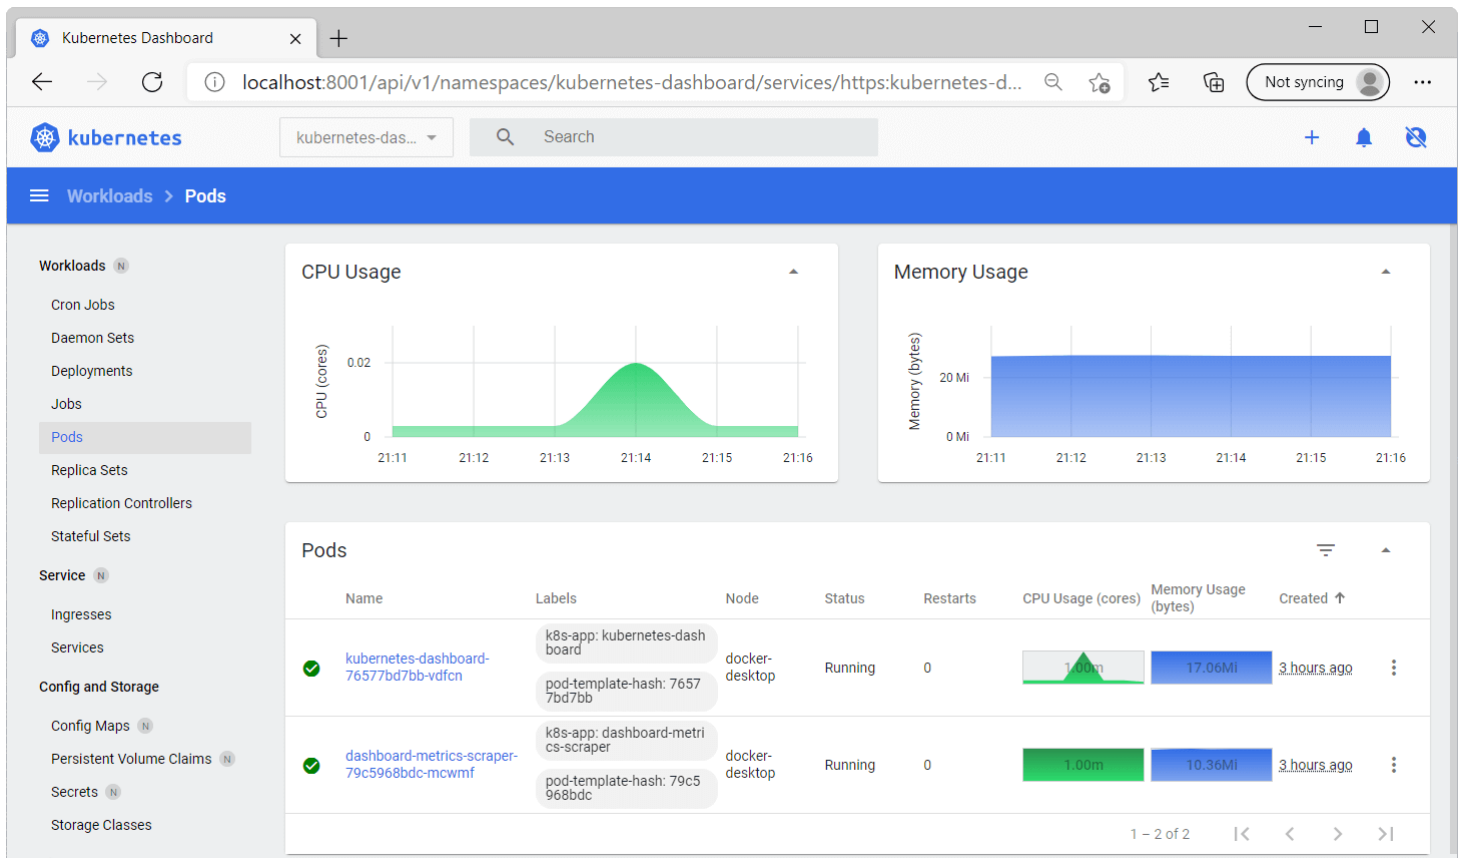 Kubernetes Dashboard
localhost:8001/api/v1/namespaces/kubernetes-dashboard/services/https:kubernetes-d...
Not syncing
kubernetes
kubernetes-das...
Search
Workloads > Pods
Workloads N
Cron Jobs
Daemon Sets
Deployments
Jobs
Pods
Replica Sets
Replication Controllers
Stateful Sets
Service N
Ingresses
Services
Config and Storage
Config Maps N
Persistent Volume Claims N
Secrets N
Storage Classes
CPU Usage
CPU (cores)
0.02
0
21:11 21:12 21:13 21:14 21:15 21:16
Memory Usage
Memory (bytes)
20 Mi
0 Mi
21:11 21:12 21:13 21:14 21:15 21:16
Pods
Name Labels Node Status Restarts CPU Usage (cores) Memory Usage
(bytes) Created
kubernetes-dashboard-
76577bd7bb-vdfcn
k8s-app: kubernetes-dash
board
pod-template-hash: 7657
7bd7bb
docker-
desktop
Running
0
1.00m
17.06Mi
3 hours ago
dashboard-metrics-scraper-
79c5968bdc-mcwmf
k8s-app: dashboard-metri
cs-scraper
pod-template-hash: 79c5
968bdc
docker-
desktop
Running
0
1.00m
10.36Mi
3 hours ago
1 – 2 of 2